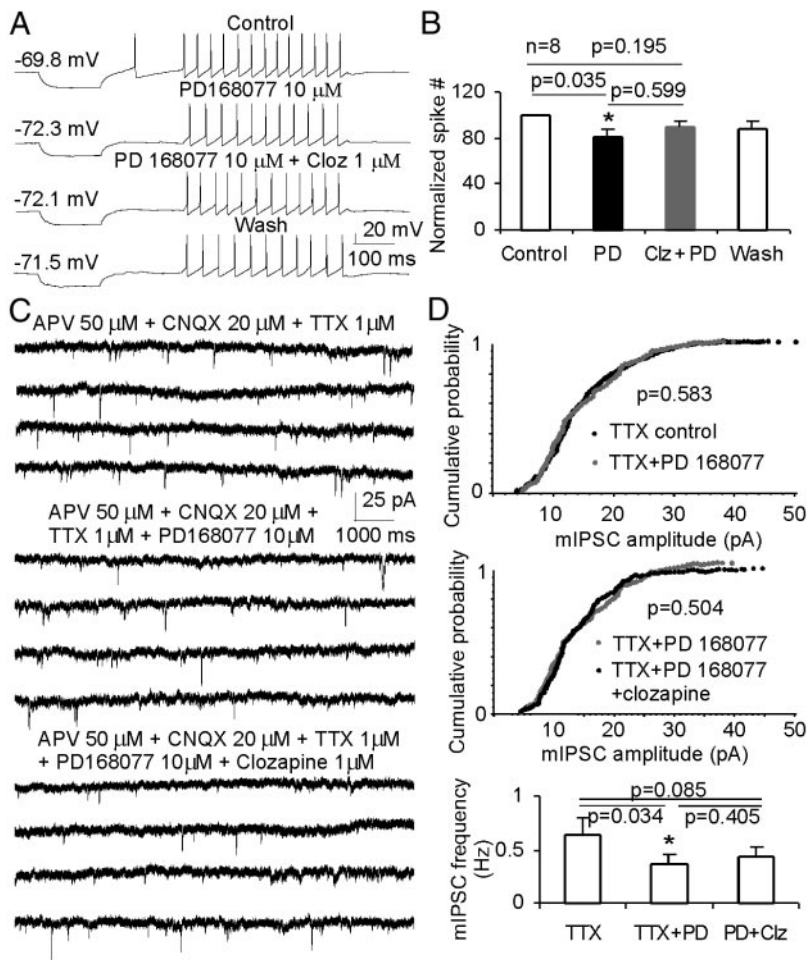 A
Control
-69.8 mV
PD168077 10 μM
-72.3 mV
PD 168077 10 μM + Cloz 1 μM
-72.1 mV
Wash
20 mV
100 ms
-71.5 mV
B
n=8 p=0.195
p=0.035
p=0.599
*
120
80
40
0
Normalized spike #
Control PD Clz+PD Wash
C
APV 50 μM + CNQX 20 μM + TTX 1μM
25 pA
1000 ms
APV 50 μM + CNQX 20 μM +
TTX 1μM + PD168077 10μM
APV 50 μM + CNQX 20 μM + TTX 1μM
+ PD168077 10μM + Clozapine 1μM
D
Cumulative probability
1
0
p=0.583
TTX control
TTX+PD 168077
10 20 30 40 50
mIPSC amplitude (pA)
Cumulative probability
1
0
p=0.504
TTX+PD 168077
TTX+PD 168077
+clozapine
10 20 30 40 50
mIPSC amplitude (pA)
mIPSC frequency
(Hz)
1
0.5
0
p=0.085
p=0.034 p=0.405
*
TTX TTX+PD PD+Clz